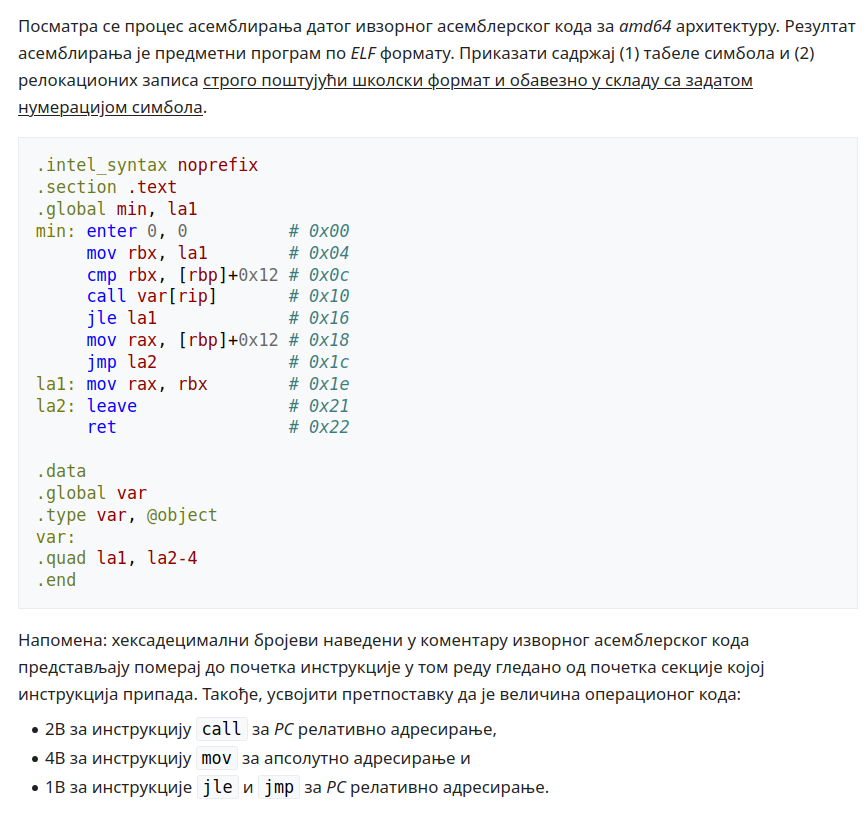 Посматра се процес асемблирања датог ивзорног асемблерског кода за amd64 архитектуру. Резултат
асемблирања је предметни програм по ELF формату. Приказати садржај (1) табеле симбола и (2)
релокационих записа строго поштујући школски формат и обавезно у складу са задатом
нумерацијом симбола.
.intel_syntax noprefix
.section .text
.global min, la1
min: enter 0, 0          # 0x00
     mov rbx, la1        # 0x04
     cmp rbx, [rbp]+0x12 # 0x0c
     call var[rip]       # 0x10
     jle la1             # 0x16
     mov rax, [rbp]+0x12 # 0x18
     jmp la2             # 0x1c
la1: mov rax, rbx        # 0x1e
la2: leave               # 0x21
     ret                 # 0x22
.data
.global var
.type var, @object
var:
.quad la1, la2-4
.end
Напомена: хексадецимални бројеви наведени у коментару изворног асемблерског кода
представљају померај до почетка инструкције у том реду гледано од почетка секције којој
инструкција припада. Такође, усвојити претпоставку да је величина операционог кода:
• 2B за инструкцију call за PC релативно адресирање,
• 4B за инструкцију mov за апсолутно адресирање и
• 1B за инструкције jle и jmp за PC релативно адресирање.